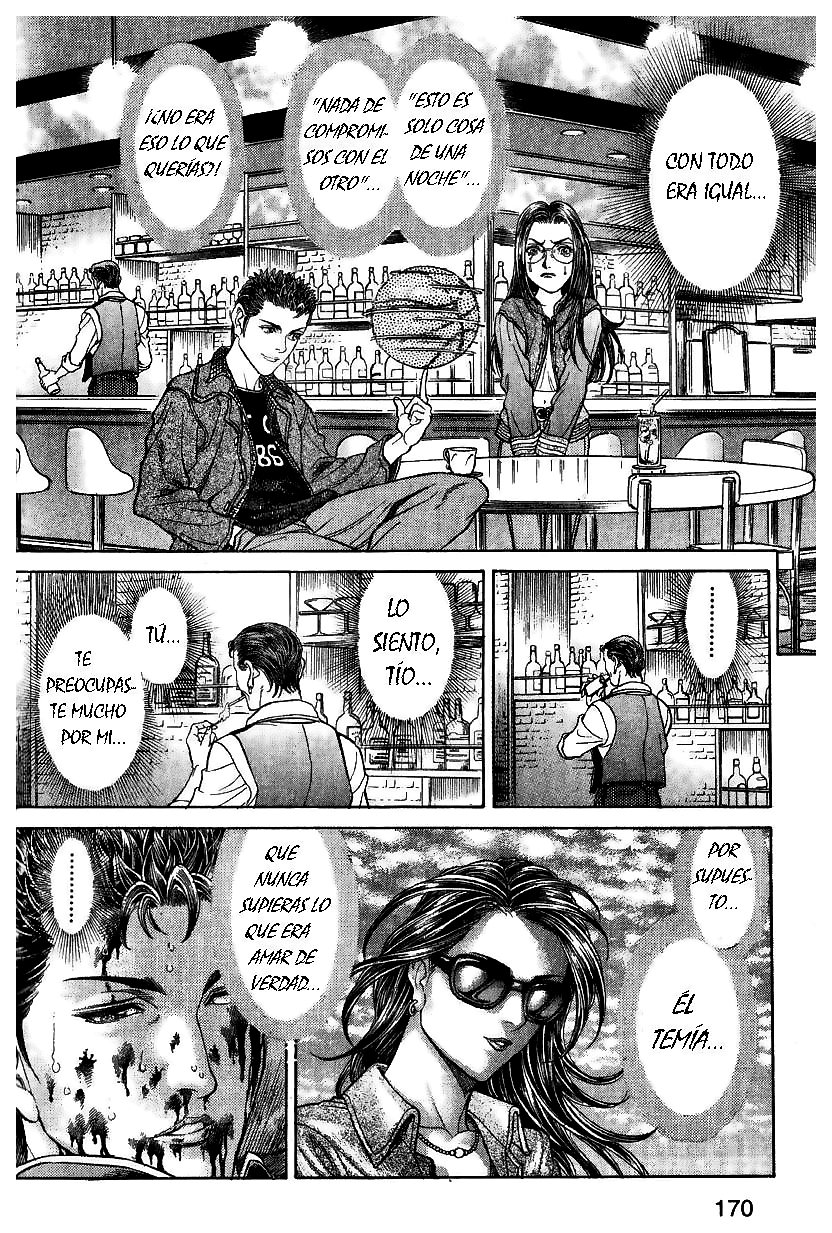 CON TODO
ERA IGUAL...
"ESTO ES
SOLO COSA
DE UNA
NOCHE"...
"NADA DE
COMPROMI-
SOS CON EL
OTRO"...
¡¿NO ERA
ESO LO QUE
QUERÍAS?!
..........
LO
SIENTO,
TÍO...
TÚ...
TE
PREOCUPAS-
TE MUCHO
POR MI...
POR
SUPUES-
TO...
ÉL
TEMÍA...
QUE
NUNCA
SUPIERAS LO
QUE ERA
AMAR DE
VERDAD...
..........
170